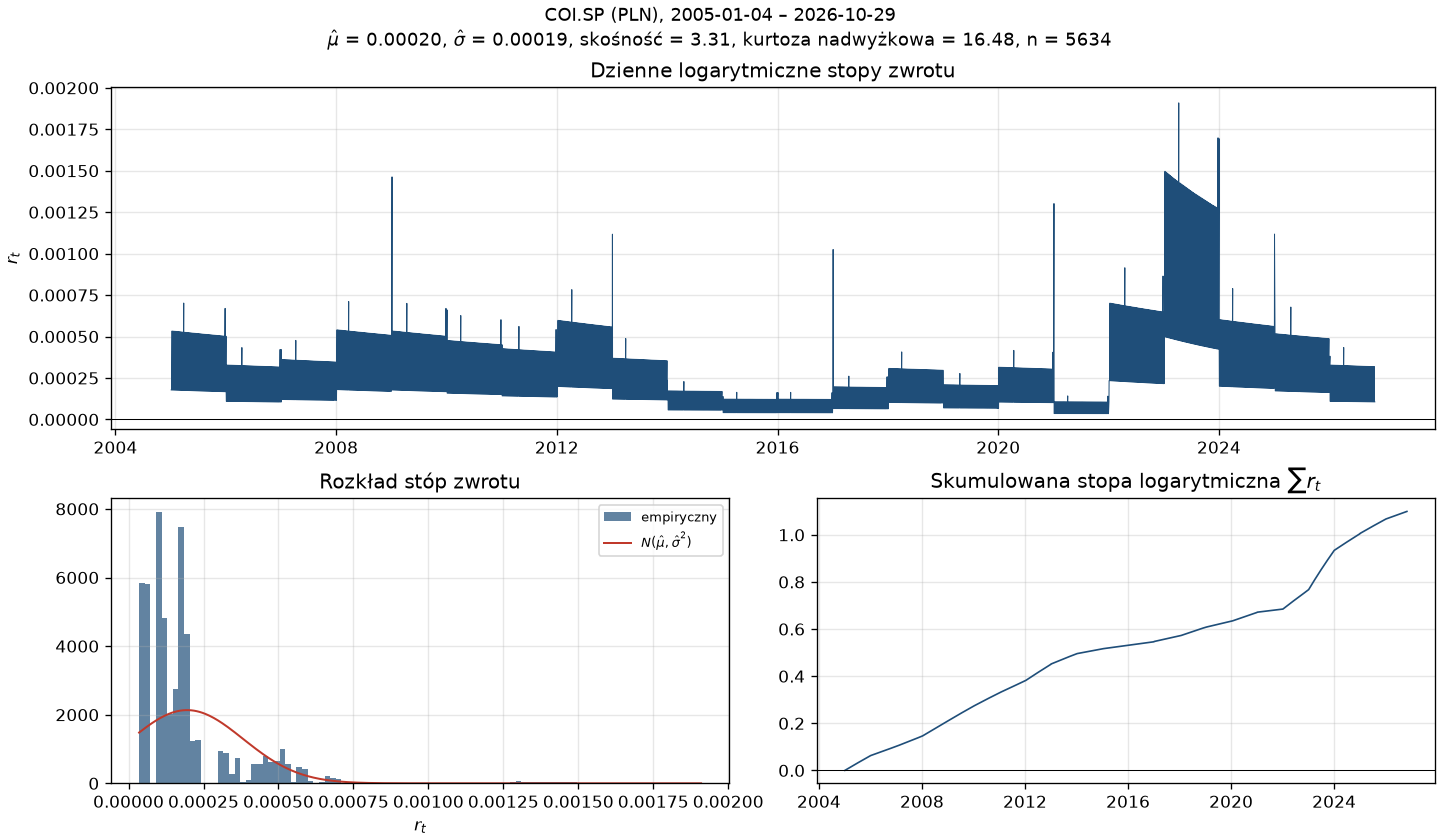 COI.SP (PLN), 2005-01-04 – 2026-10-29
μ̂ = 0.00020, σ̂ = 0.00019, skośność = 3.31, kurtoza nadwyżkowa = 16.48, n = 5634
Dzienne logarytmiczne stopy zwrotu
0.00200
0.00175
0.00150
0.00125
0.00100
0.00075
0.00050
0.00025
0.00000
r_t
2004 2008 2012 2016 2020 2024
Rozkład stóp zwrotu
8000
6000
4000
2000
0
empiryczny
N(μ̂, σ̂²)
0.00000 0.00025 0.00050 0.00075 0.00100 0.00125 0.00150 0.00175 0.00200
r_t
Skumulowana stopa logarytmiczna ∑r_t
1.0
0.8
0.6
0.4
0.2
0.0
2004 2008 2012 2016 2020 2024